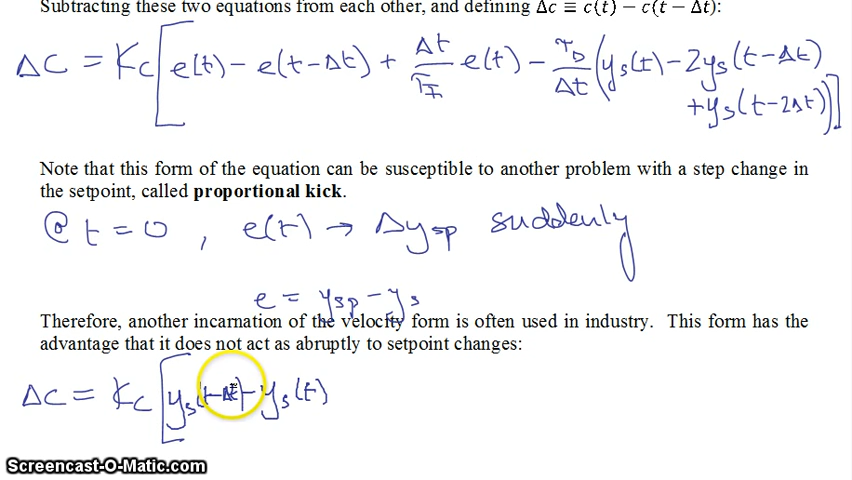 Subtracting these two equations from each other, and defining Δc ≡ c(t) − c(t − Δt):
ΔC = Kc [ e(t) − e(t−Δt) + Δt/τI e(t) − τD/Δt ( ys(t) − 2ys(t−Δt)
+ys(t−2Δt)) ]
Note that this form of the equation can be susceptible to another problem with a step change in
the setpoint, called proportional kick.
@ t = 0 , e(t) → Δysp suddenly
e = ysp − ys
Therefore, another incarnation of the velocity form is often used in industry. This form has the
advantage that it does not act as abruptly to setpoint changes:
ΔC = Kc [ ys(t−Δt) − ys(t)
Screencast-O-Matic.com